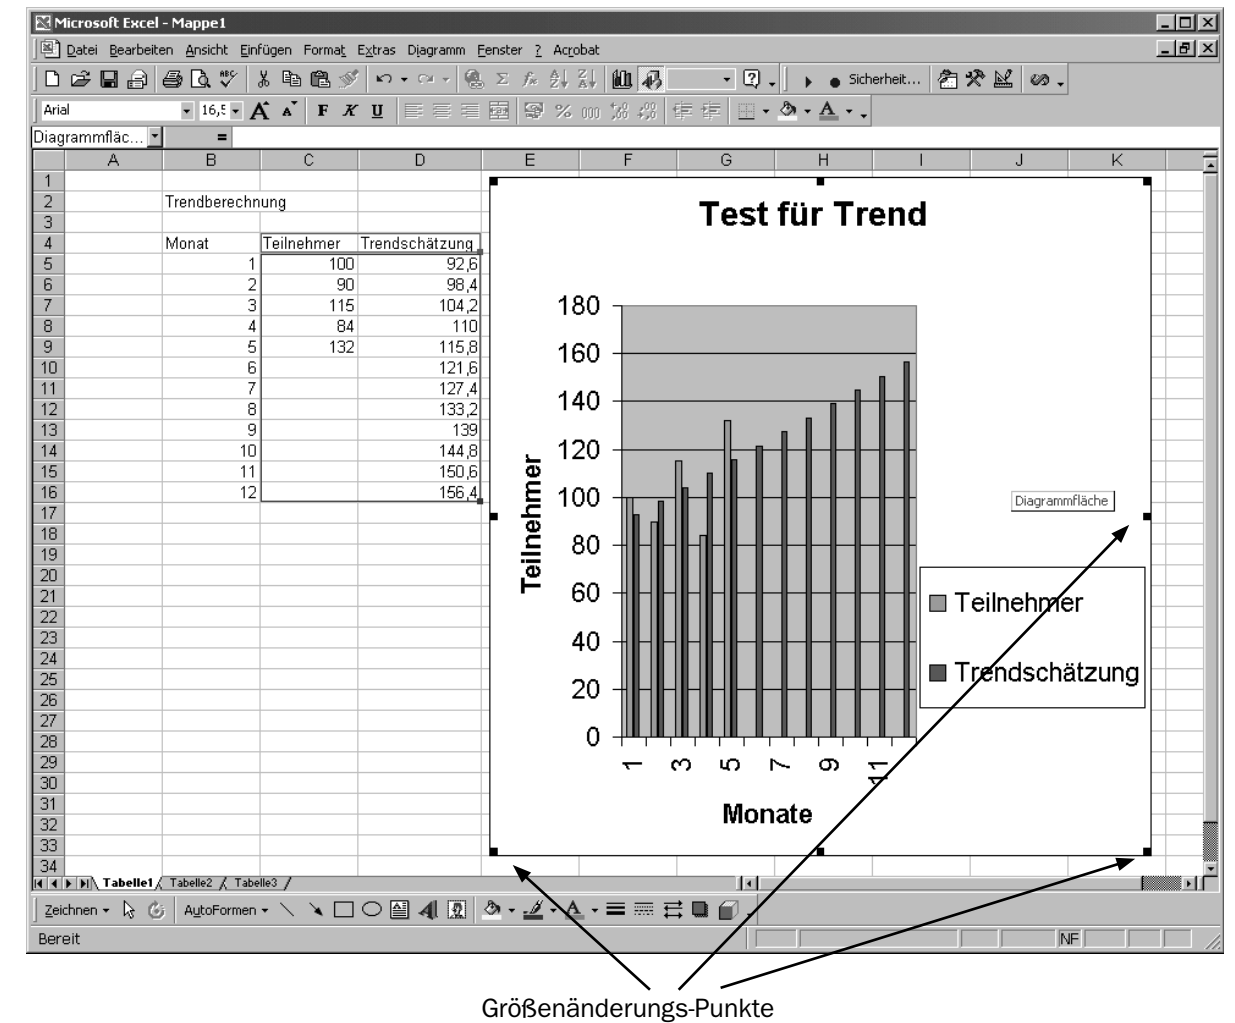 Microsoft Excel - Mappe1
Datei Bearbeiten Ansicht Einfügen Format Extras Diagramm Fenster ? Acrobat
Sicherheit...
Arial 16,5 F K U
Diagrammfläc... =
A B C D E F G H I J K
1
2 Trendberechnung
3
4 Monat Teilnehmer Trendschätzung
5 1 100 92,6
6 2 90 98,4
7 3 115 104,2
8 4 84 110
9 5 132 115,8
10 6 121,6
11 7 127,4
12 8 133,2
13 9 139
14 10 144,8
15 11 150,6
16 12 156,4
17
18
19
20
21
22
23
24
25
26
27
28
29
30
31
32
33
34
Test für Trend
180
160
140
120
100
80
60
40
20
0
Teilnehmer
1 3 5 7 9 11
Monate
Diagrammfläche
Teilnehmer
Trendschätzung
Tabelle1 Tabelle2 Tabelle3
Zeichnen AutoFormen
Bereit NF
Größenänderungs-Punkte